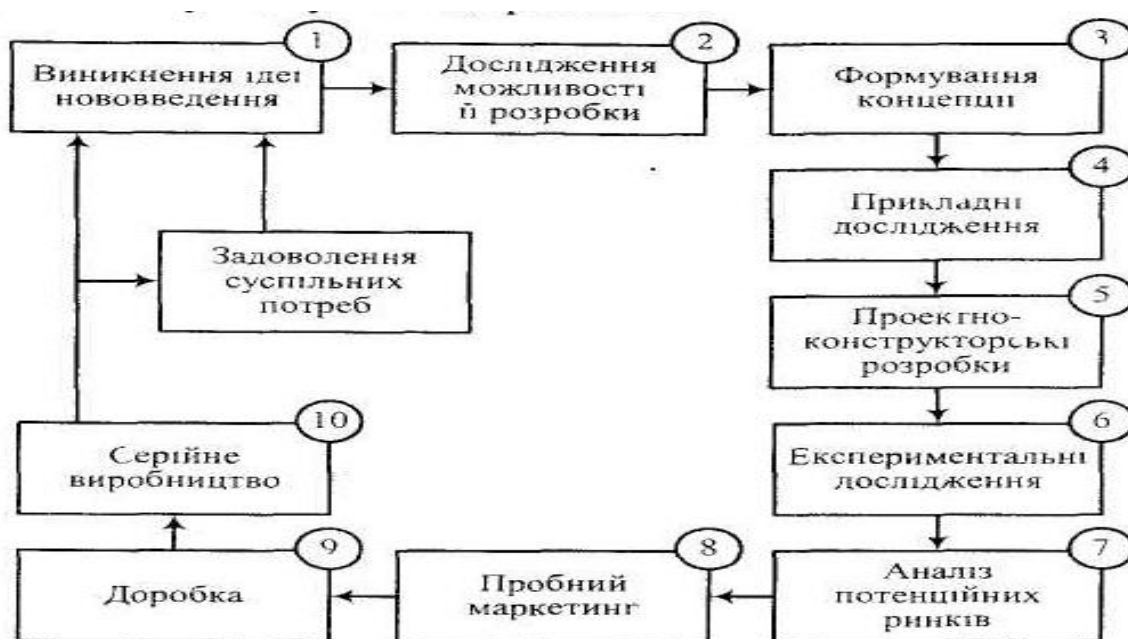 1
Виникнення ідеї
нововведення
2
Дослідження
можливості
її розробки
3
Формування
концепції
4
Прикладні
дослідження
Задоволення
суспільних
потреб
5
Проектно-
конструкторські
розробки
10
Серійне
виробництво
6
Експериментальні
дослідження
9
Доробка
8
Пробний
маркетинг
7
Аналіз
потенційних
ринків